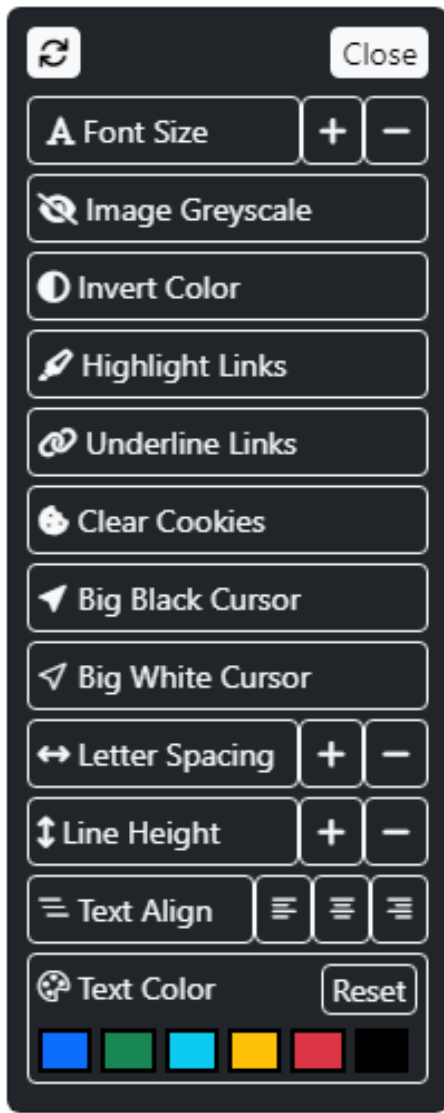 Close
Font Size
Image Greyscale
Invert Color
Highlight Links
Underline Links
Clear Cookies
Big Black Cursor
Big White Cursor
Letter Spacing
Line Height
Text Align
Text Color Reset